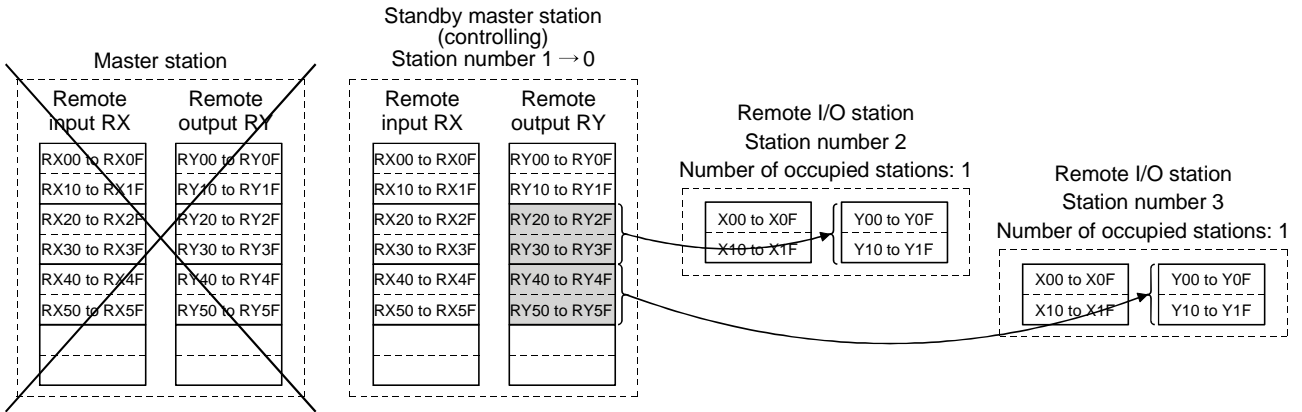 Master station
Remote
input RX
Remote
output RY
RX00 to RX0F
RY00 to RY0F
RX10 to RX1F
RY10 to RY1F
RX20 to RX2F
RY20 to RY2F
RX30 to RX3F
RY30 to RY3F
RX40 to RX4F
RY40 to RY4F
RX50 to RX5F
RY50 to RY5F
Standby master station
(controlling)
Station number 1 → 0
Remote
input RX
Remote
output RY
RX00 to RX0F
RY00 to RY0F
RX10 to RX1F
RY10 to RY1F
RX20 to RX2F
RY20 to RY2F
RX30 to RX3F
RY30 to RY3F
RX40 to RX4F
RY40 to RY4F
RX50 to RX5F
RY50 to RY5F
Remote I/O station
Station number 2
Number of occupied stations: 1
X00 to X0F
Y00 to Y0F
X10 to X1F
Y10 to Y1F
Remote I/O station
Station number 3
Number of occupied stations: 1
X00 to X0F
Y00 to Y0F
X10 to X1F
Y10 to Y1F